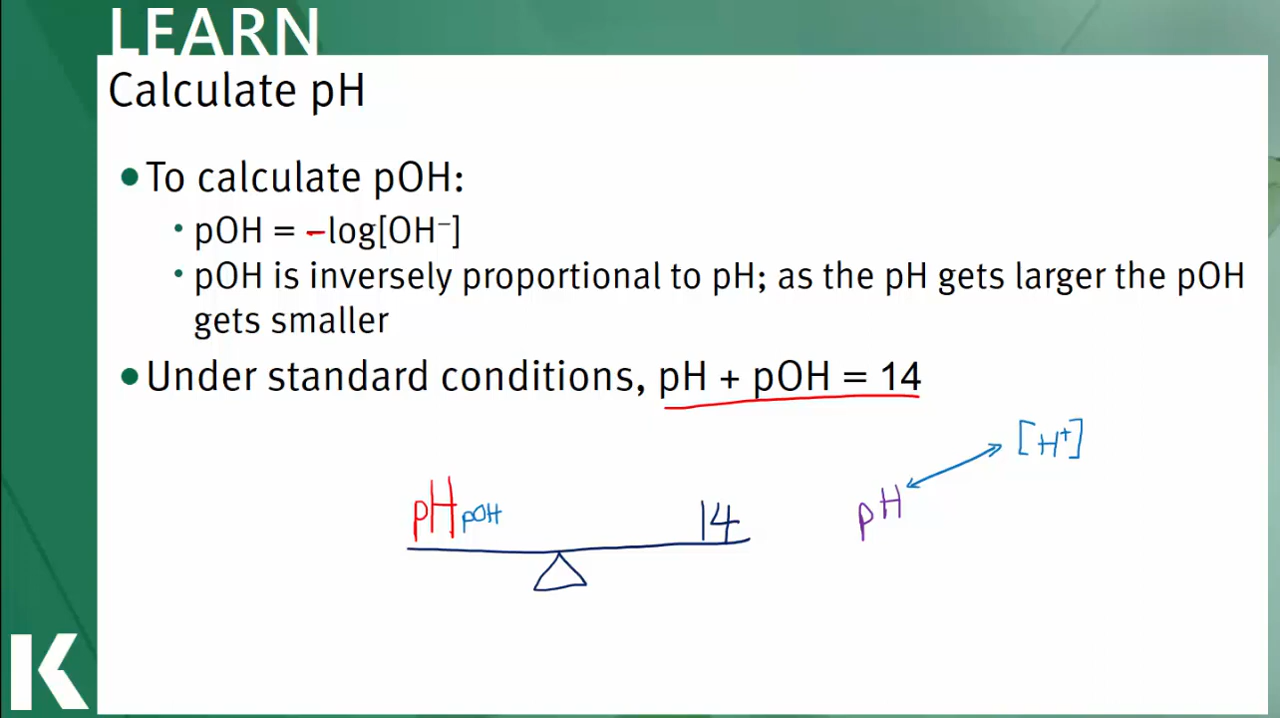 LEARN
Calculate pH
• To calculate pOH:
• pOH = -log[OH⁻]
• pOH is inversely proportional to pH; as the pH gets larger the pOH
gets smaller
• Under standard conditions, pH + pOH = 14
[H⁺]
pH pOH 14 pH
K